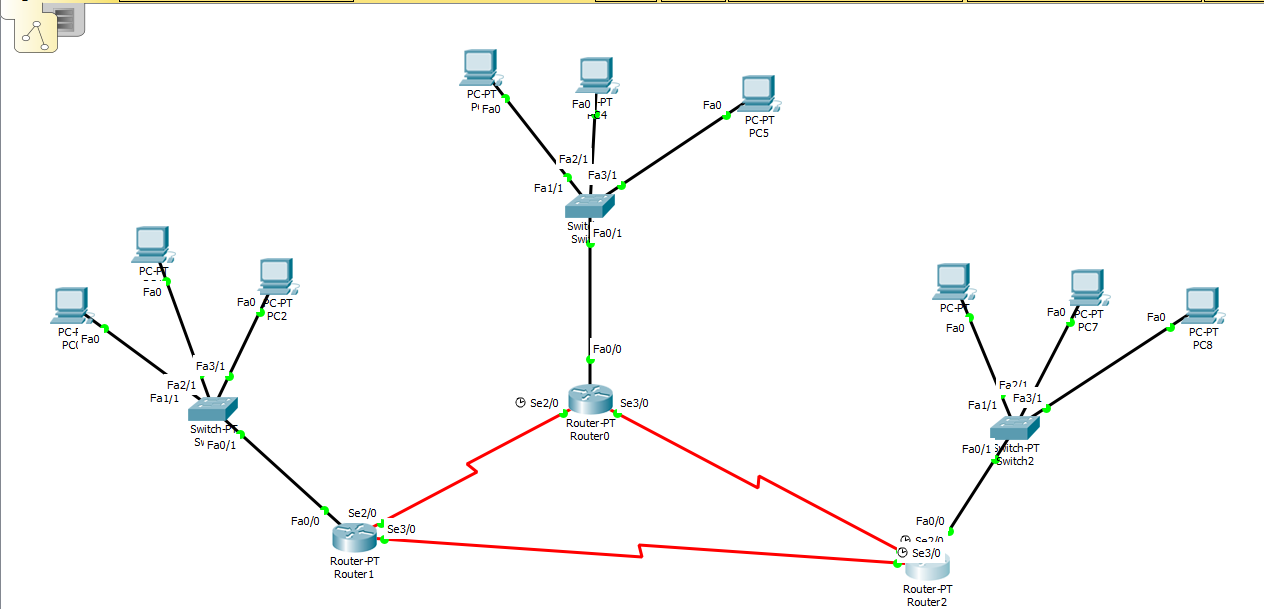 PC-PT
Fa0
Fa0
-PT
Fa0
PC-PT
PC5
Fa2/1
Fa3/1
Fa1/1
Fa0/1
PC-PT
Fa0
Fa0
PC-PT
PC2
Fa0
Fa3/1
Fa2/1
Fa1/1
Switch-PT
Fa0/1
Fa0/0
Se2/0
Se3/0
Router-PT
Router0
PC-PT
Fa0
Fa0
PC-PT
PC7
Fa0
PC-PT
PC8
Fa2/1
Fa1/1
Fa3/1
Fa0/1
Switch-PT
Switch2
Fa0/0
Se2/0
Se3/0
Router-PT
Router2
Fa0/0
Se2/0
Se3/0
Router-PT
Router1